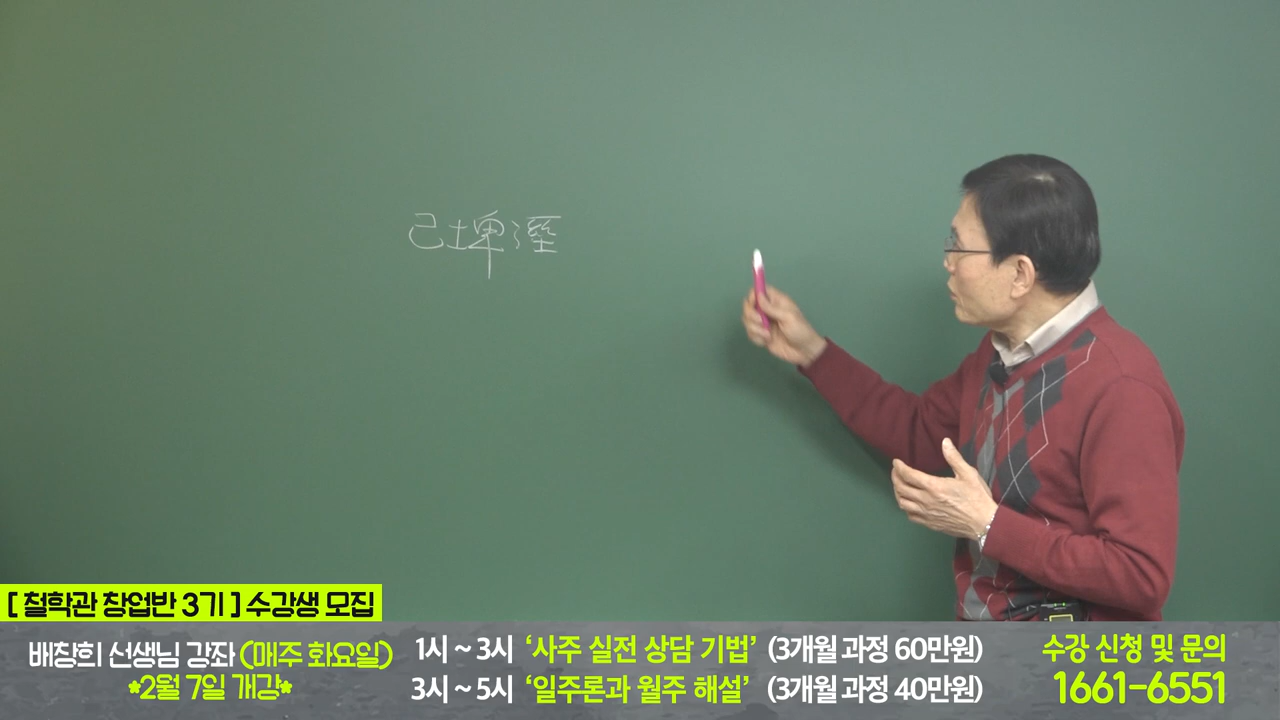 己土卑湿
[ 철학관 창업반 3기 ] 수강생 모집
배창희 선생님 강좌 (매주 화요일)
*2월 7일 개강*
1시 ~ 3시 ‘사주 실전 상담 기법’ (3개월 과정 60만원)
3시 ~ 5시 ‘일주론과 월주 해설’ (3개월 과정 40만원)
수강 신청 및 문의
1661-6551